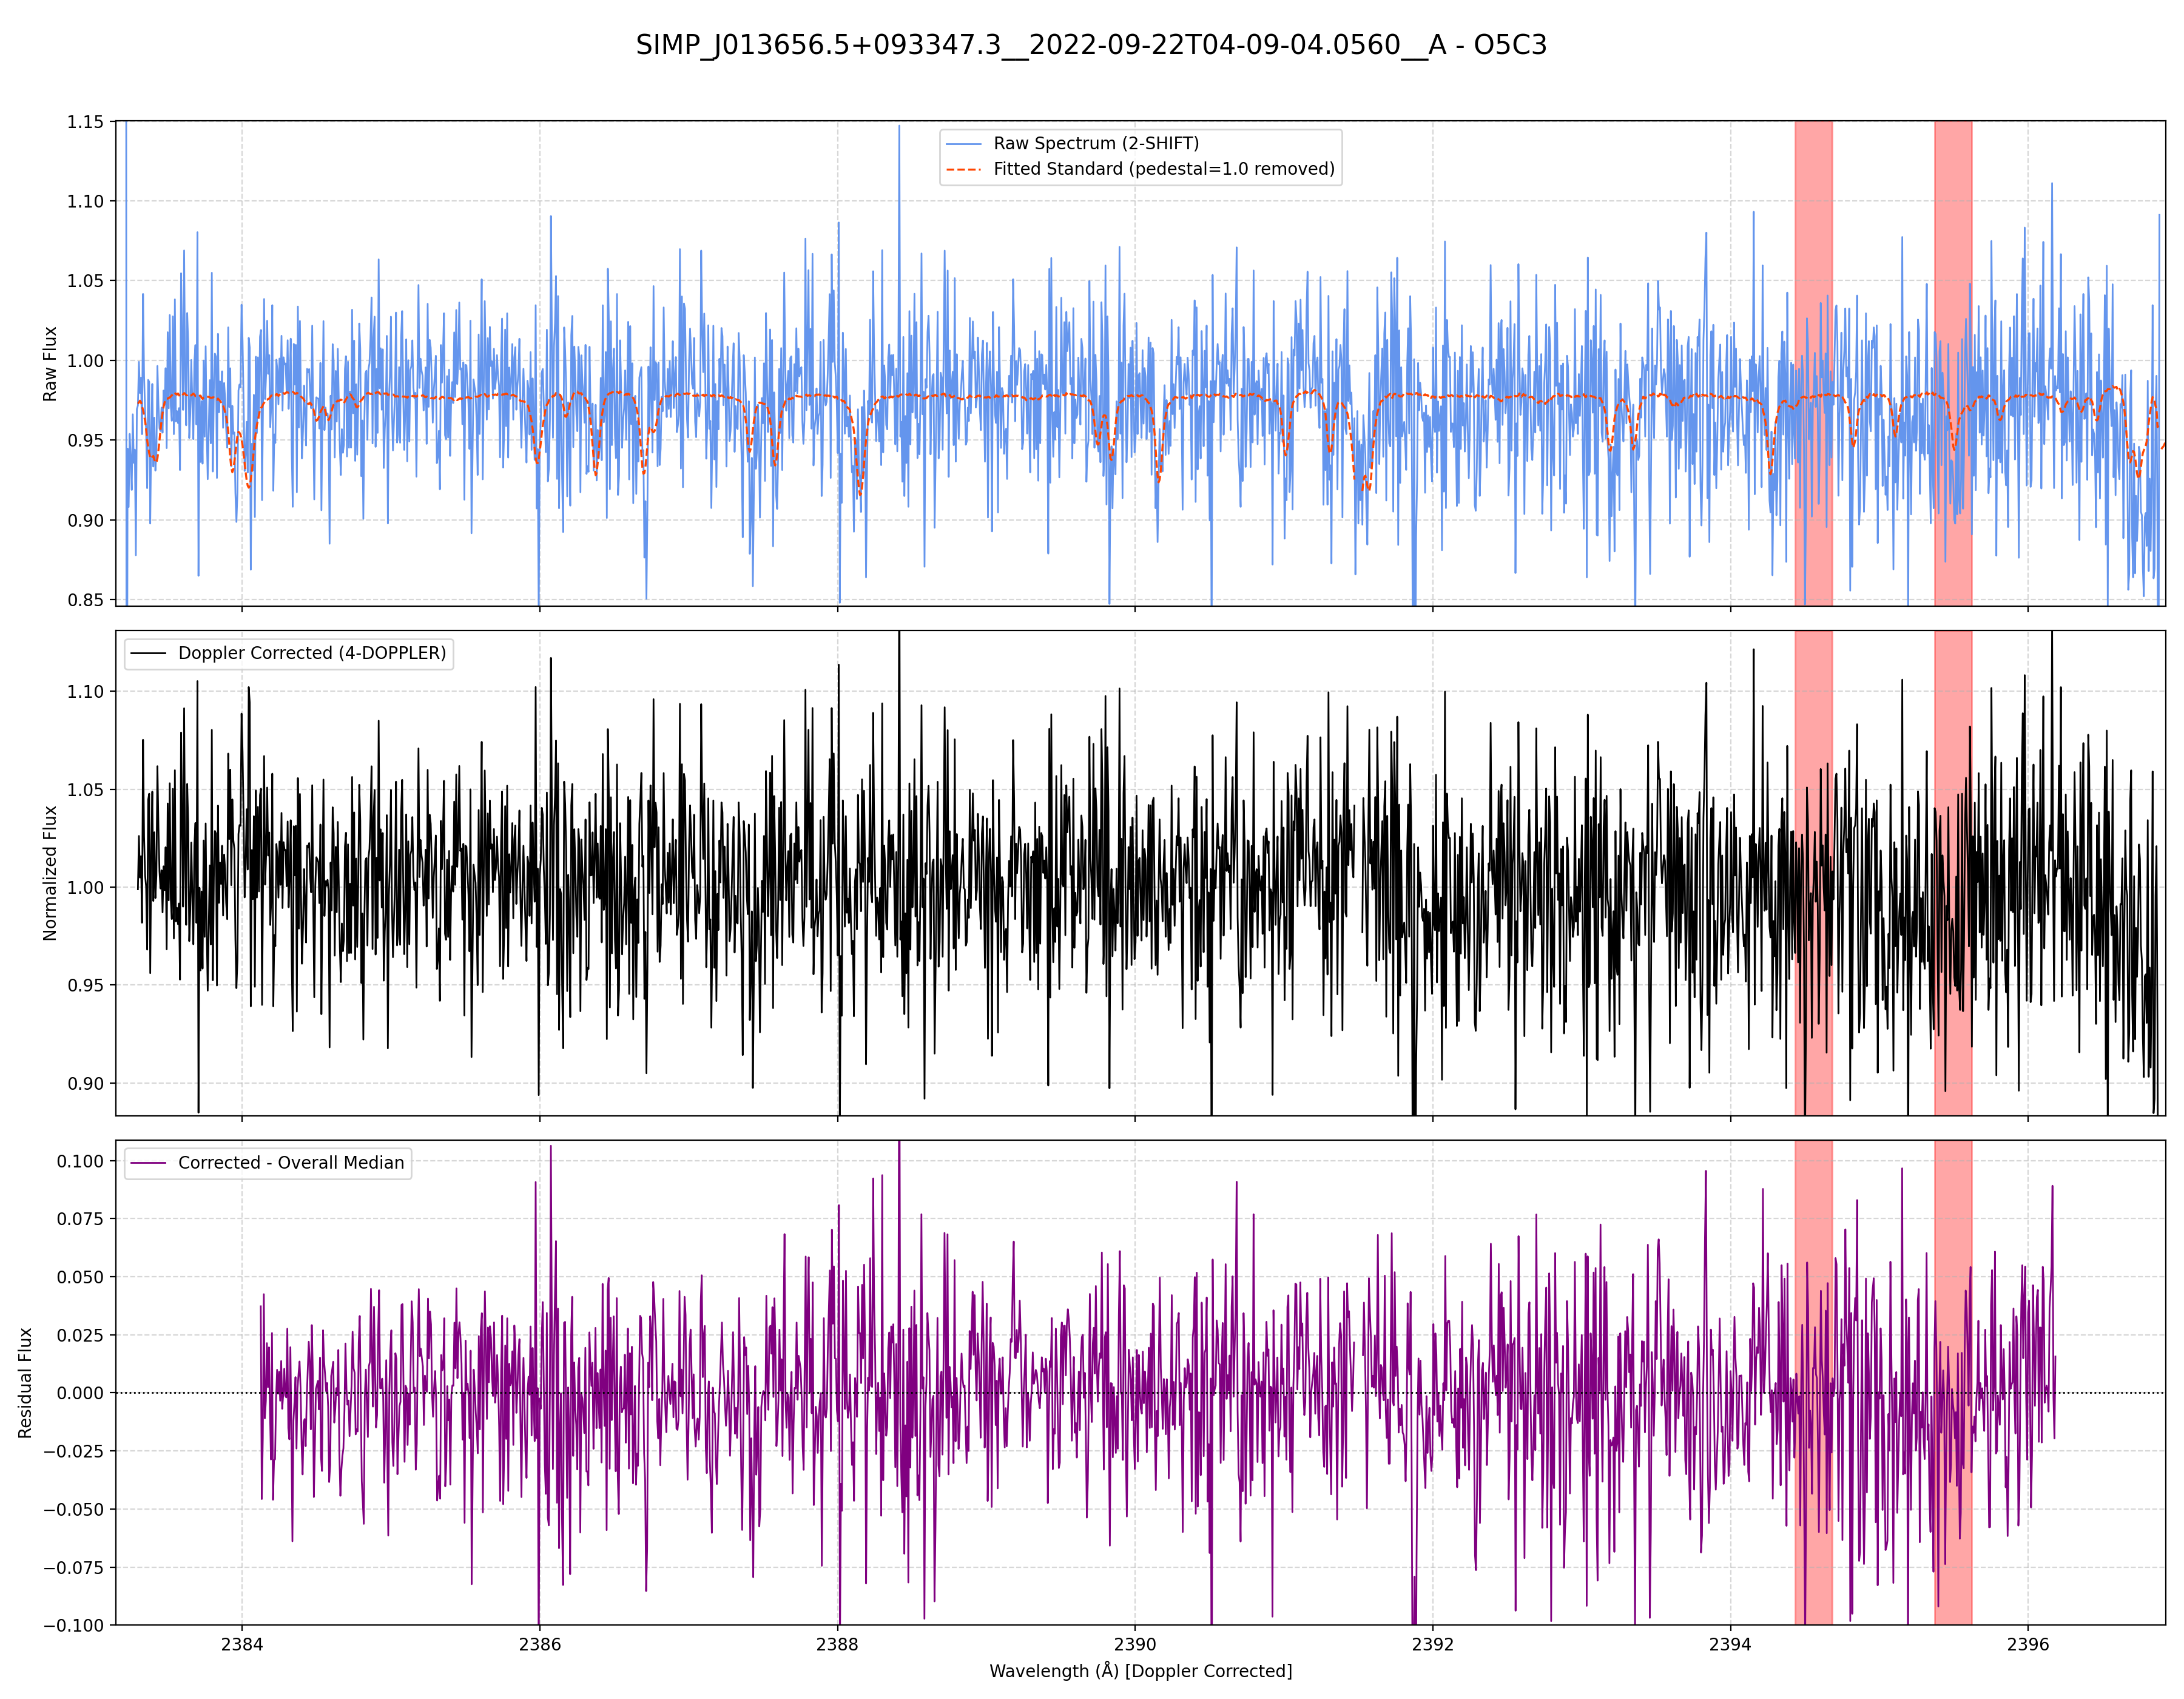 SIMP_J013656.5+093347.3__2022-09-22T04-09-04.0560__A - O5C3
1.15
1.10
1.05
1.00
0.95
0.90
0.85
Raw Flux
Raw Spectrum (2-SHIFT)
Fitted Standard (pedestal=1.0 removed)
1.10
1.05
1.00
0.95
0.90
Normalized Flux
Doppler Corrected (4-DOPPLER)
0.100
0.075
0.050
0.025
0.000
−0.025
−0.050
−0.075
−0.100
Residual Flux
Corrected - Overall Median
2384 2386 2388 2390 2392 2394 2396
Wavelength (Å) [Doppler Corrected]